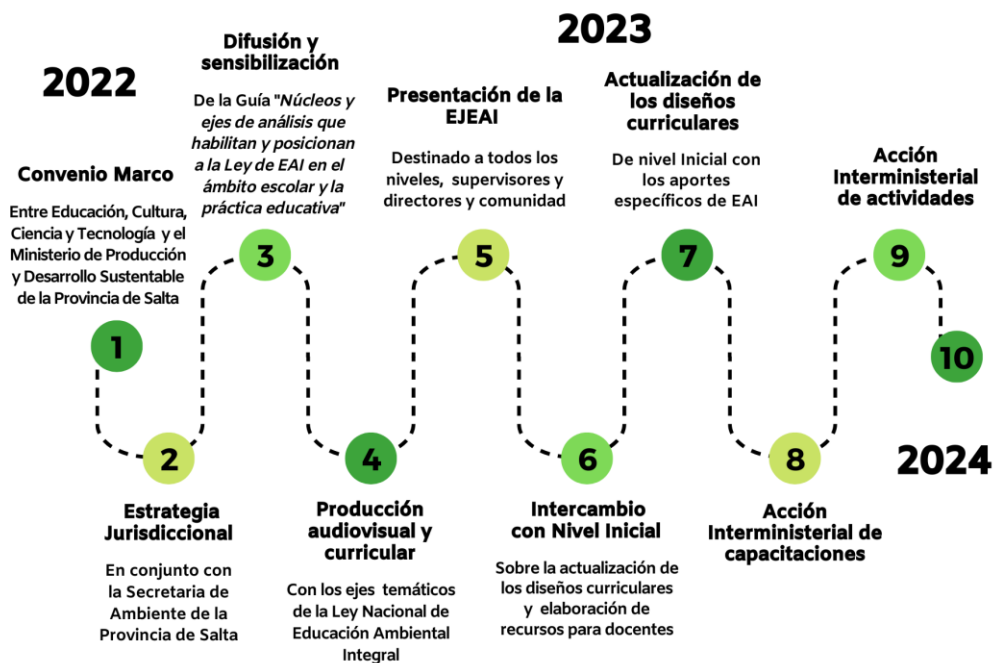 2022
Convenio Marco
Entre Educación, Cultura,
Ciencia y Tecnología y el
Ministerio de Producción
y Desarrollo Sustentable
de la Provincia de Salta
1
2
Estrategia
Jurisdiccional
En conjunto con
la Secretaria de
Ambiente de la
Provincia de Salta
Difusión y
sensibilización
De la Guía "Núcleos y
ejes de análisis que
habilitan y posicionan
a la Ley de EAI en el
ámbito escolar y la
práctica educativa"
3
4
Producción
audiovisual y
curricular
Con los ejes temáticos
de la Ley Nacional de
Educación Ambiental
Integral
2023
Presentación de la
EJEAI
Destinado a todos los
niveles, supervisores y
directores y comunidad
5
6
Intercambio
con Nivel Inicial
Sobre la actualización de
los diseños curriculares
y elaboración de
recursos para docentes
Actualización de
los diseños
curriculares
De nivel Inicial con
los aportes
específicos de EAI
7
8
Acción
Interministerial de
capacitaciones
Acción
Interministerial
de actividades
9
10
2024